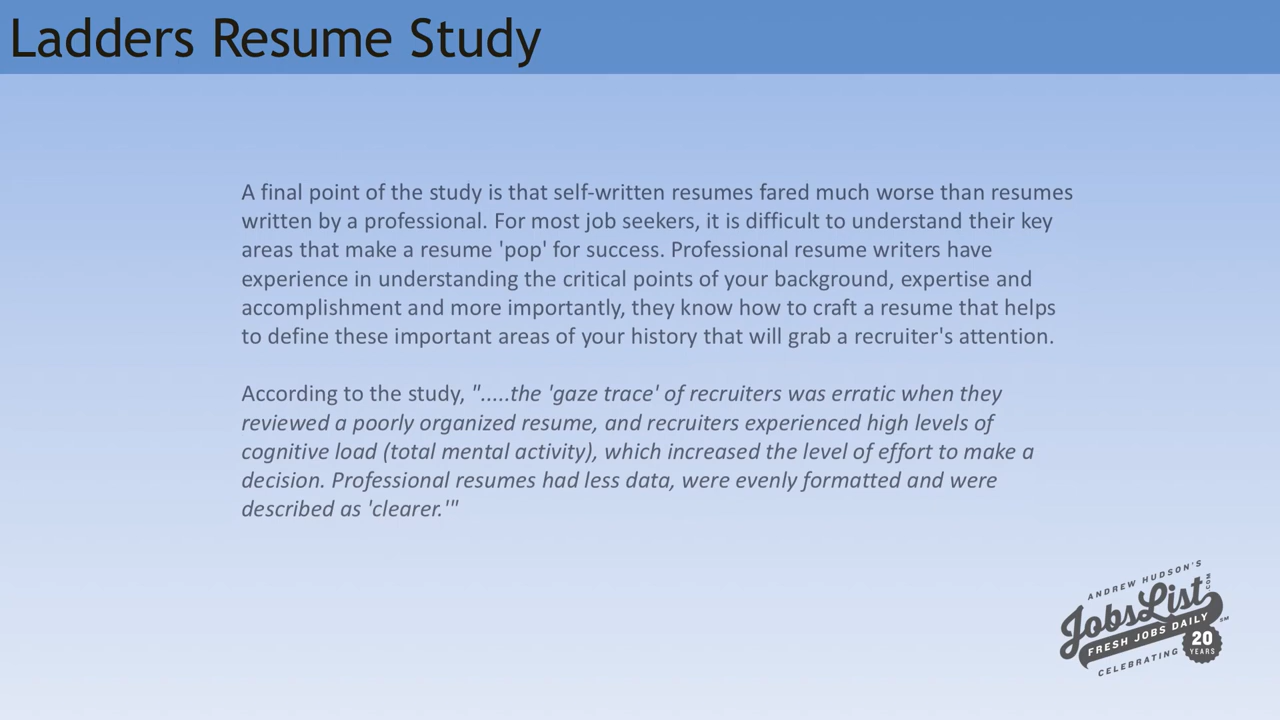 Ladders Resume Study
A final point of the study is that self-written resumes fared much worse than resumes
written by a professional. For most job seekers, it is difficult to understand their key
areas that make a resume 'pop' for success. Professional resume writers have
experience in understanding the critical points of your background, expertise and
accomplishment and more importantly, they know how to craft a resume that helps
to define these important areas of your history that will grab a recruiter's attention.
According to the study, ".....the 'gaze trace' of recruiters was erratic when they
reviewed a poorly organized resume, and recruiters experienced high levels of
cognitive load (total mental activity), which increased the level of effort to make a
decision. Professional resumes had less data, were evenly formatted and were
described as 'clearer.'"
ANDREW HUDSON'S
JobsList.COM
FRESH JOBS DAILY SM
CELEBRATING 20 YEARS